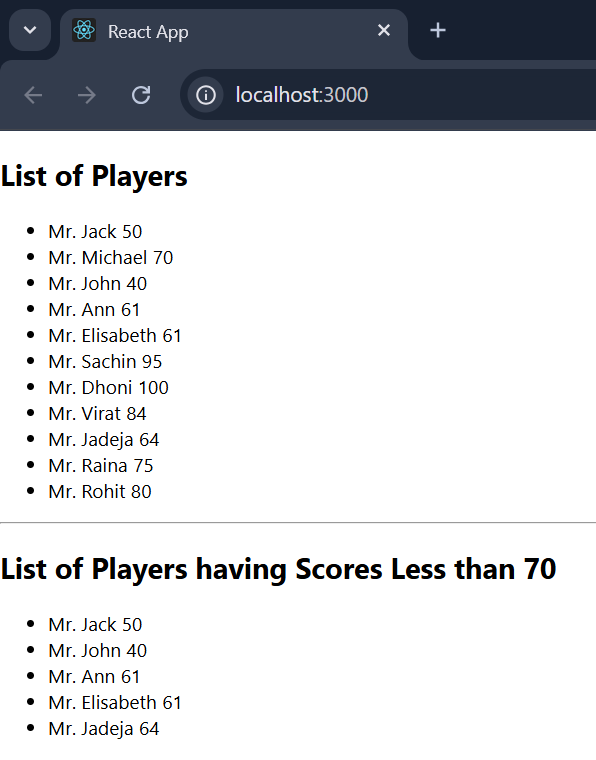 React App
localhost:3000
List of Players
Mr. Jack 50
Mr. Michael 70
Mr. John 40
Mr. Ann 61
Mr. Elisabeth 61
Mr. Sachin 95
Mr. Dhoni 100
Mr. Virat 84
Mr. Jadeja 64
Mr. Raina 75
Mr. Rohit 80
List of Players having Scores Less than 70
Mr. Jack 50
Mr. John 40
Mr. Ann 61
Mr. Elisabeth 61
Mr. Jadeja 64